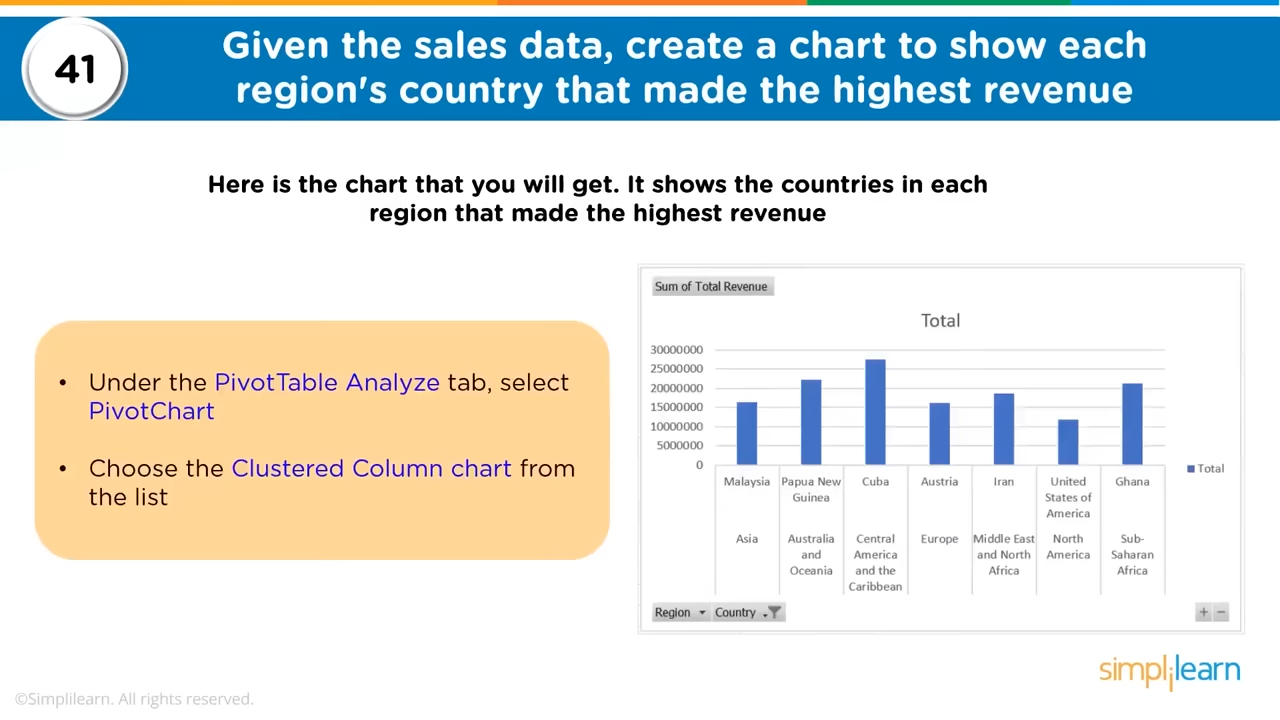 41
Given the sales data, create a chart to show each
region's country that made the highest revenue
Here is the chart that you will get. It shows the countries in each
region that made the highest revenue
• Under the PivotTable Analyze tab, select
PivotChart
• Choose the Clustered Column chart from
the list
Sum of Total Revenue
Total
30000000
25000000
20000000
15000000
10000000
5000000
0
Malaysia
Papua New
Guinea
Cuba
Austria
Iran
United
States of
America
Ghana
Asia
Australia
and
Oceania
Central
America
and the
Caribbean
Europe
Middle East
and North
Africa
North
America
Sub-
Saharan
Africa
Total
Region Country
+ −
simplilearn
©Simplilearn. All rights reserved.